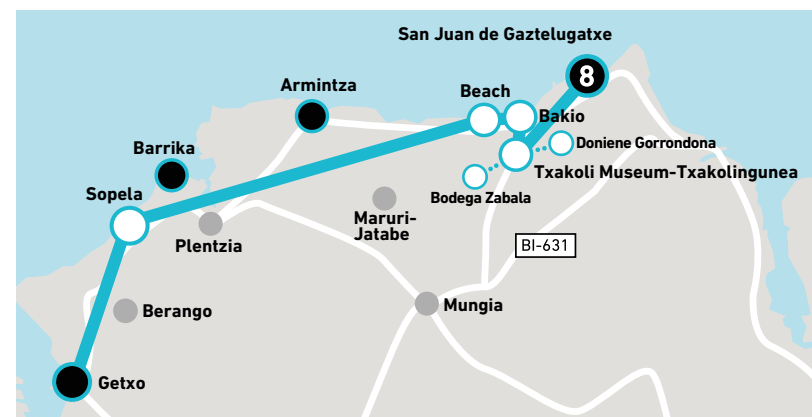 San Juan de Gaztelugatxe
8
Armintza
Beach
Bakio
Doniene Gorrondona
Barrika
Txakoli Museum-Txakolingunea
Sopela
Bodega Zabala
Maruri-
Jatabe
Plentzia
BI-631
Berango
Mungia
Getxo